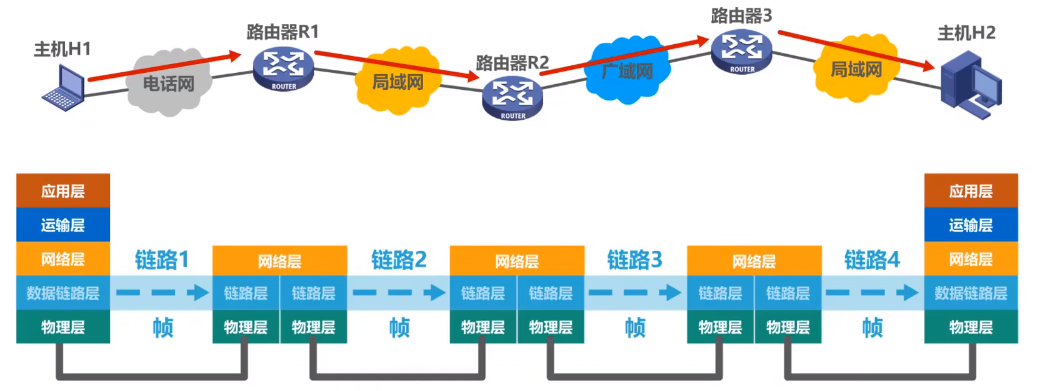 主机H1
电话网
路由器R1
ROUTER
局域网
路由器R2
ROUTER
广域网
路由器3
ROUTER
局域网
主机H2
应用层
运输层
网络层
数据链路层
物理层
链路1
帧
网络层
链路层 链路层
物理层 物理层
链路2
帧
网络层
链路层 链路层
物理层 物理层
链路3
帧
网络层
链路层 链路层
物理层 物理层
链路4
帧
应用层
运输层
网络层
数据链路层
物理层